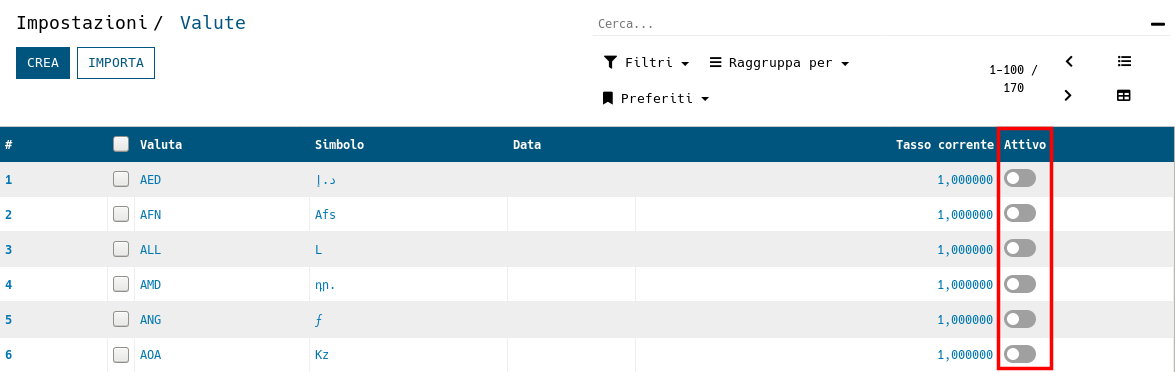 Impostazioni / Valute
Cerca...
CREA IMPORTA
Filtri Raggruppa per
1-100 / 170
Preferiti
# Valuta Simbolo Data Tasso corrente Attivo
1 AED د.إ 1,000000
2 AFN Afs 1,000000
3 ALL L 1,000000
4 AMD դր. 1,000000
5 ANG ƒ 1,000000
6 AOA Kz 1,000000